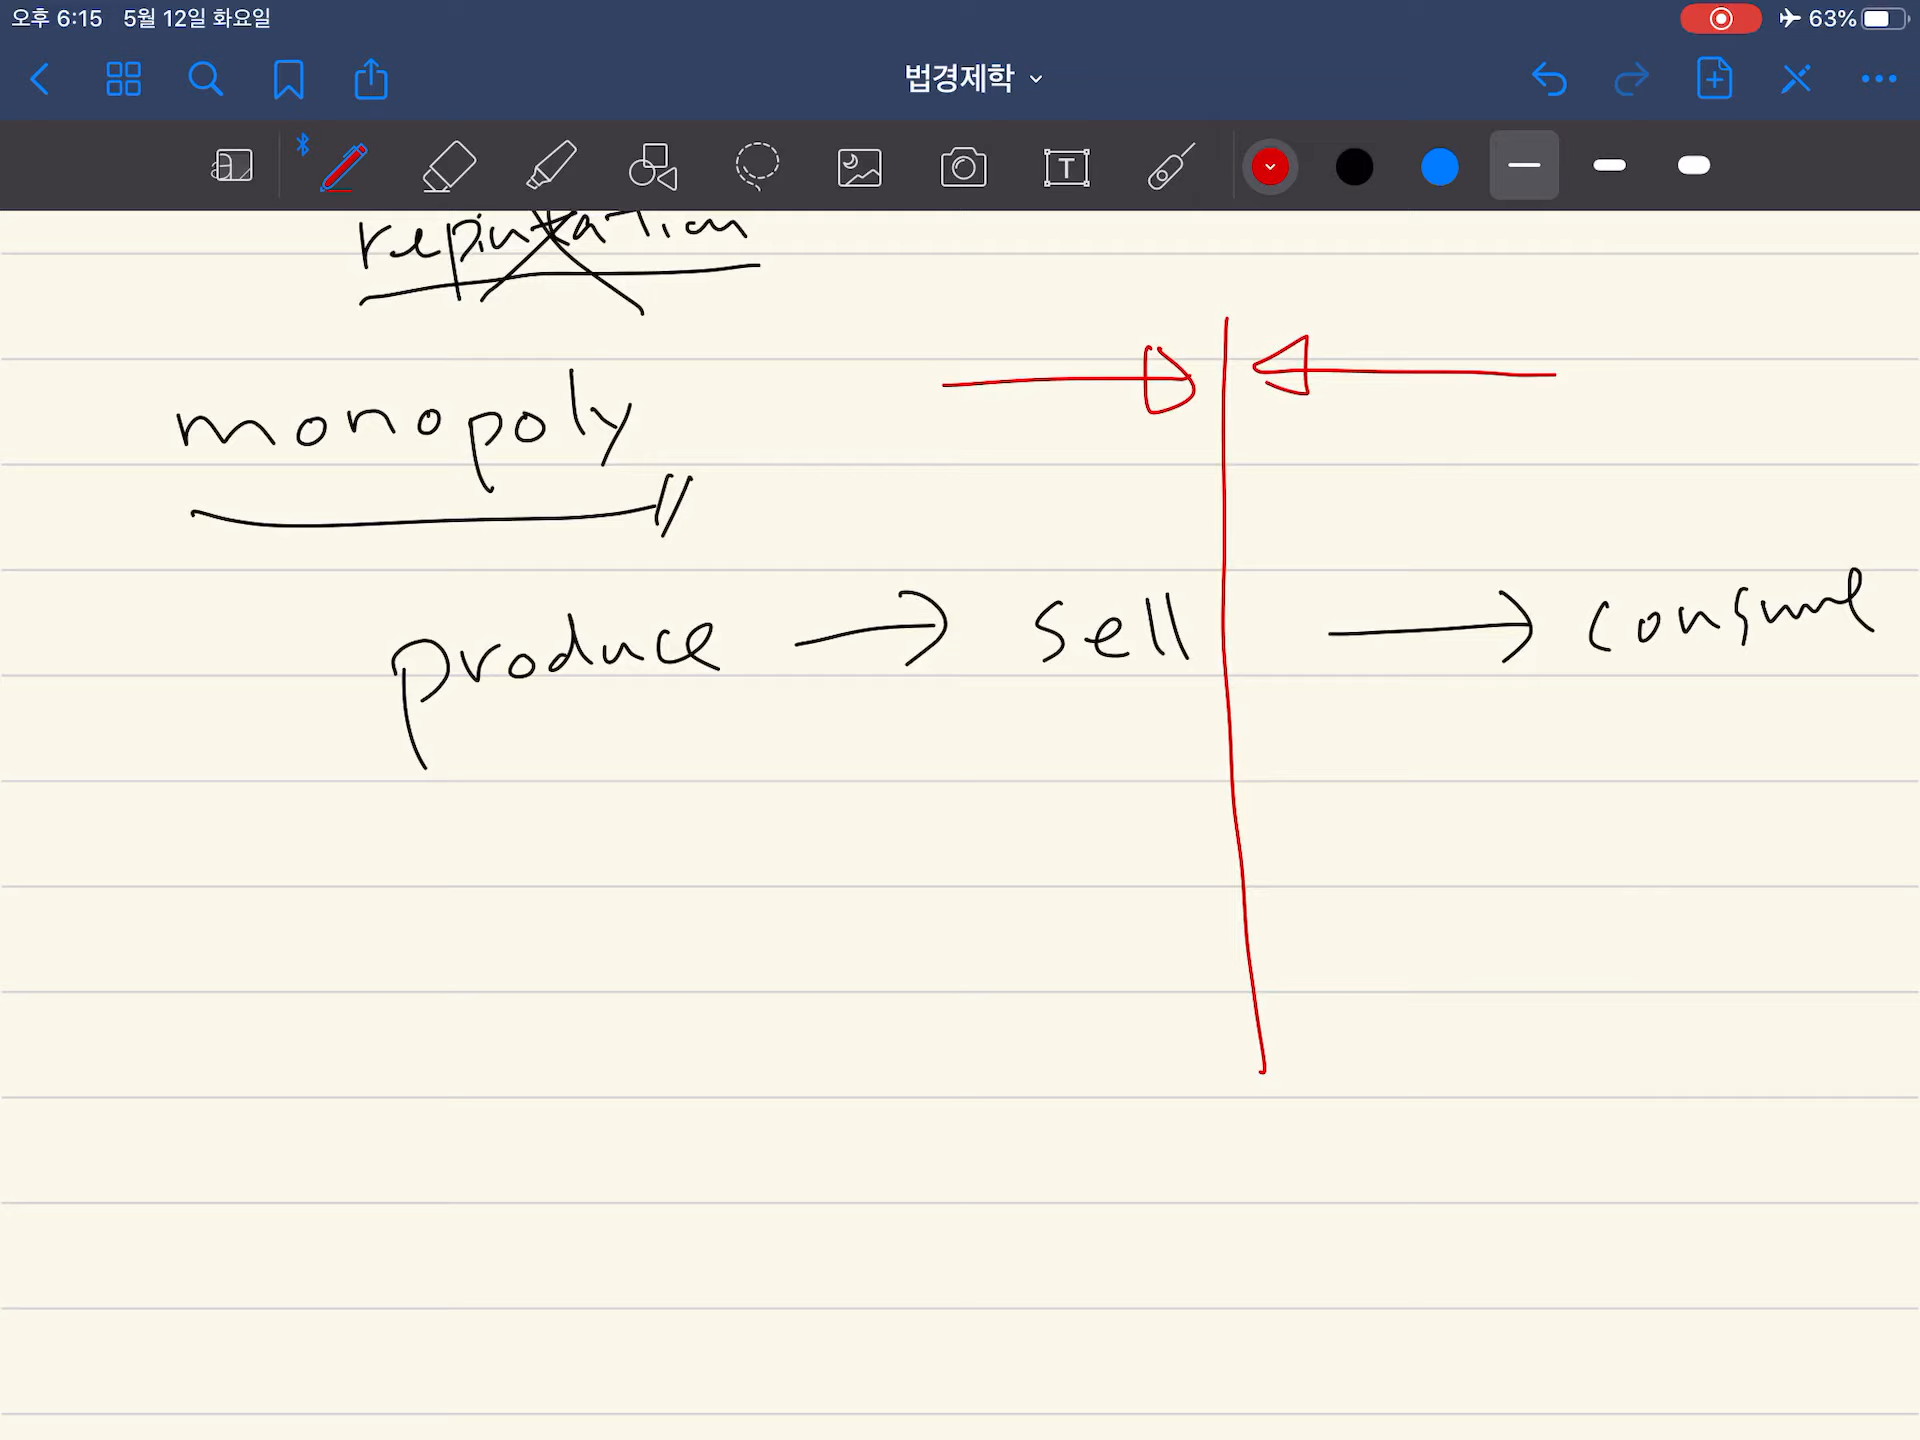 오후 6:15 5월 12일 화요일 63%
법경제학
T
reputation
monopoly
produce → sell → consume